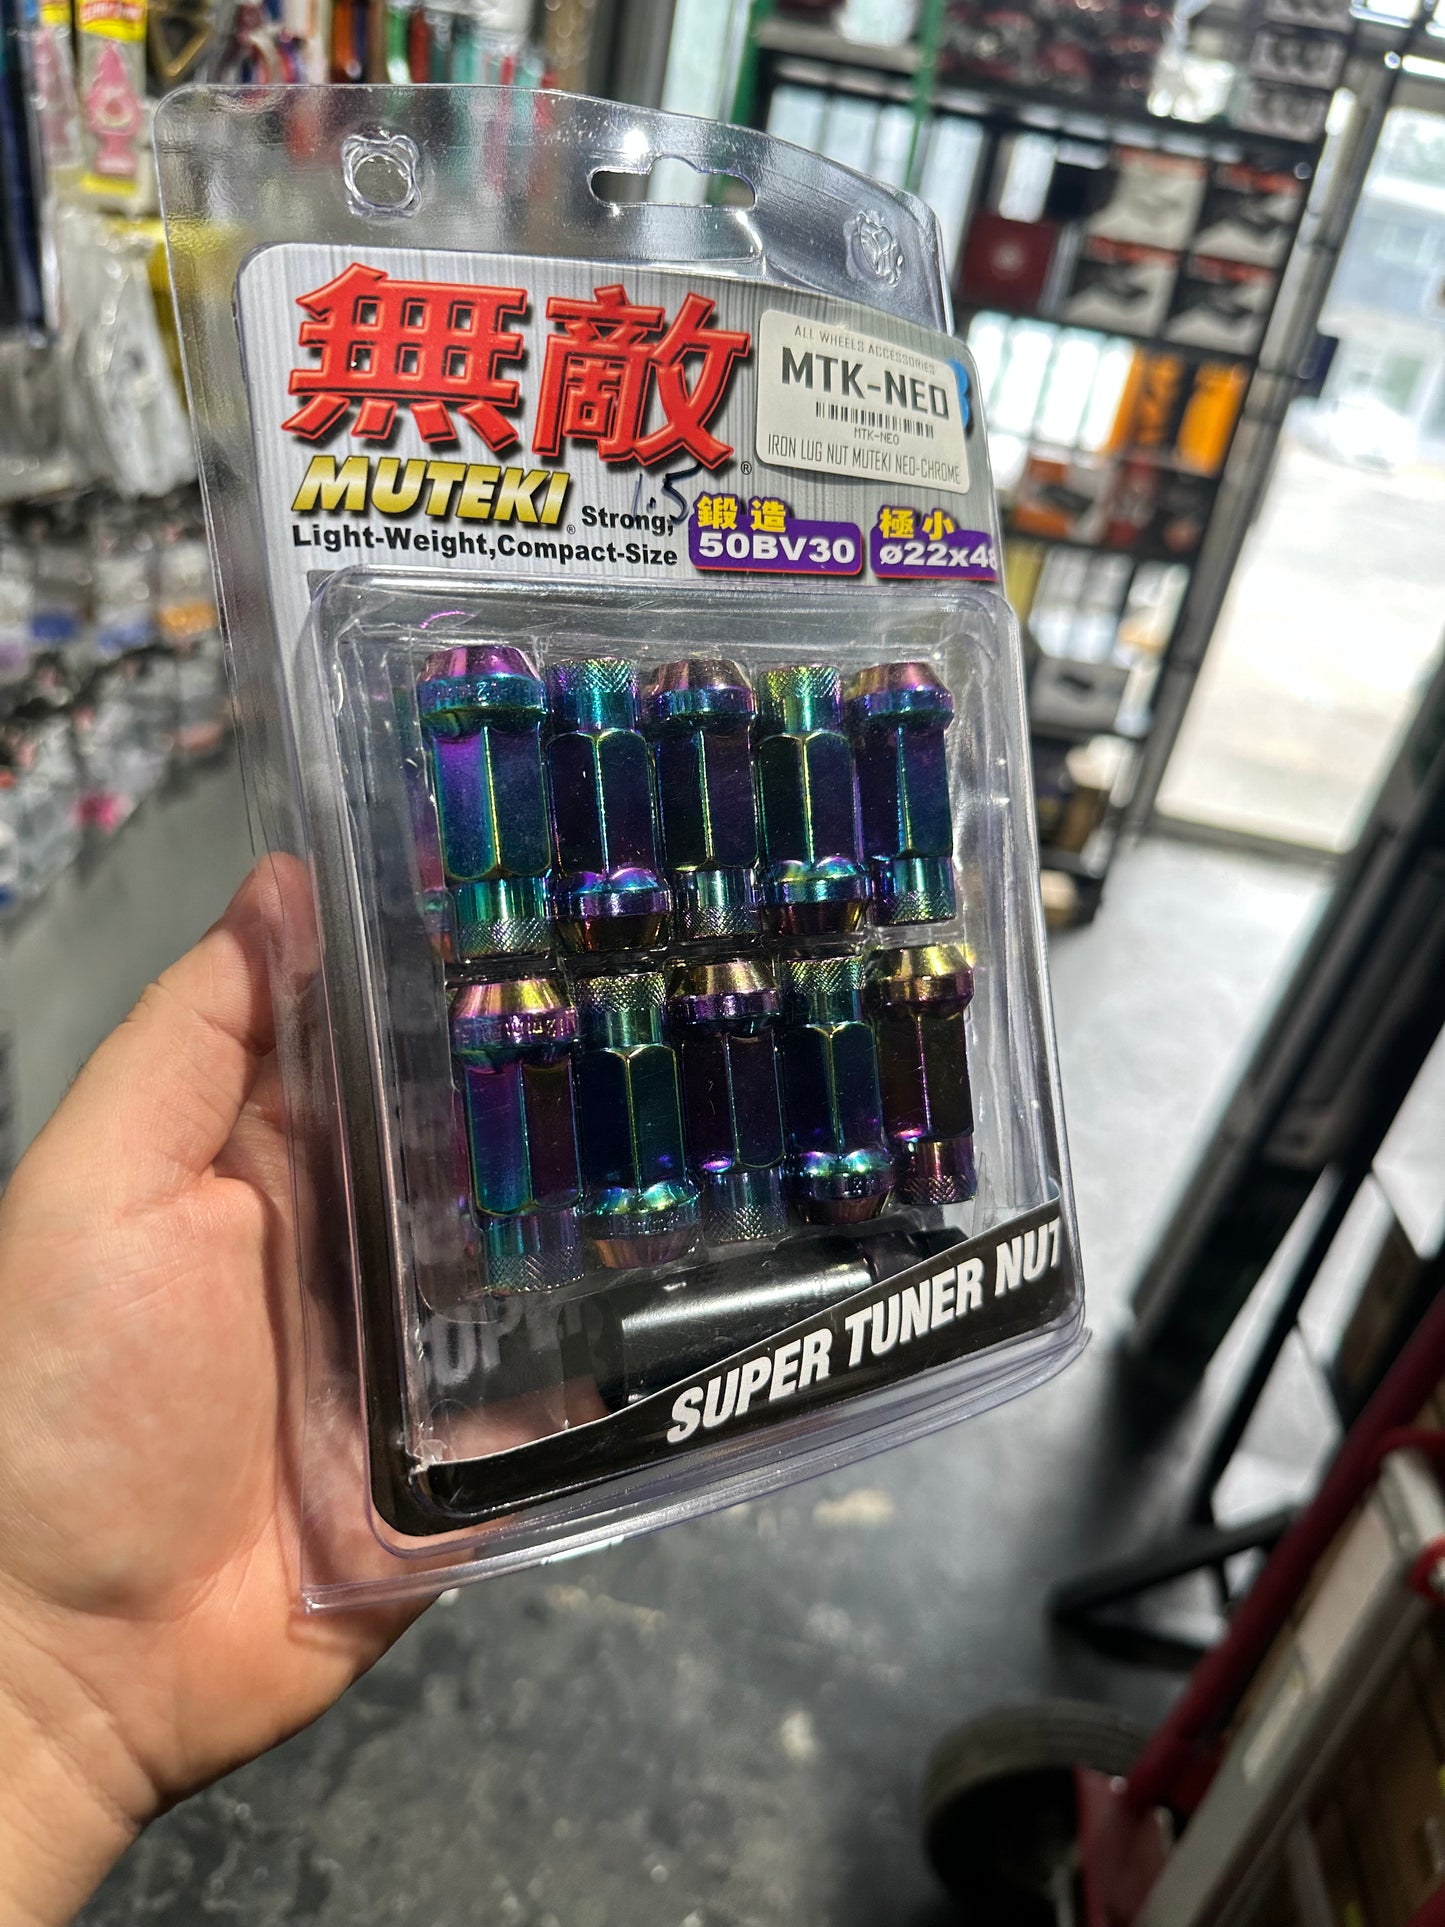 無敵
ALL WHEELS ACCESSORIES
MTK-NEO
MTK-NEO
IRON LUG NUT MUTEKI NEO-CHROME
MUTEKI
®
®
1.5
Strong,
Light-Weight,Compact-Size
鍛造
50BV30
極小
ø22x48
SUPER TUNER NUT